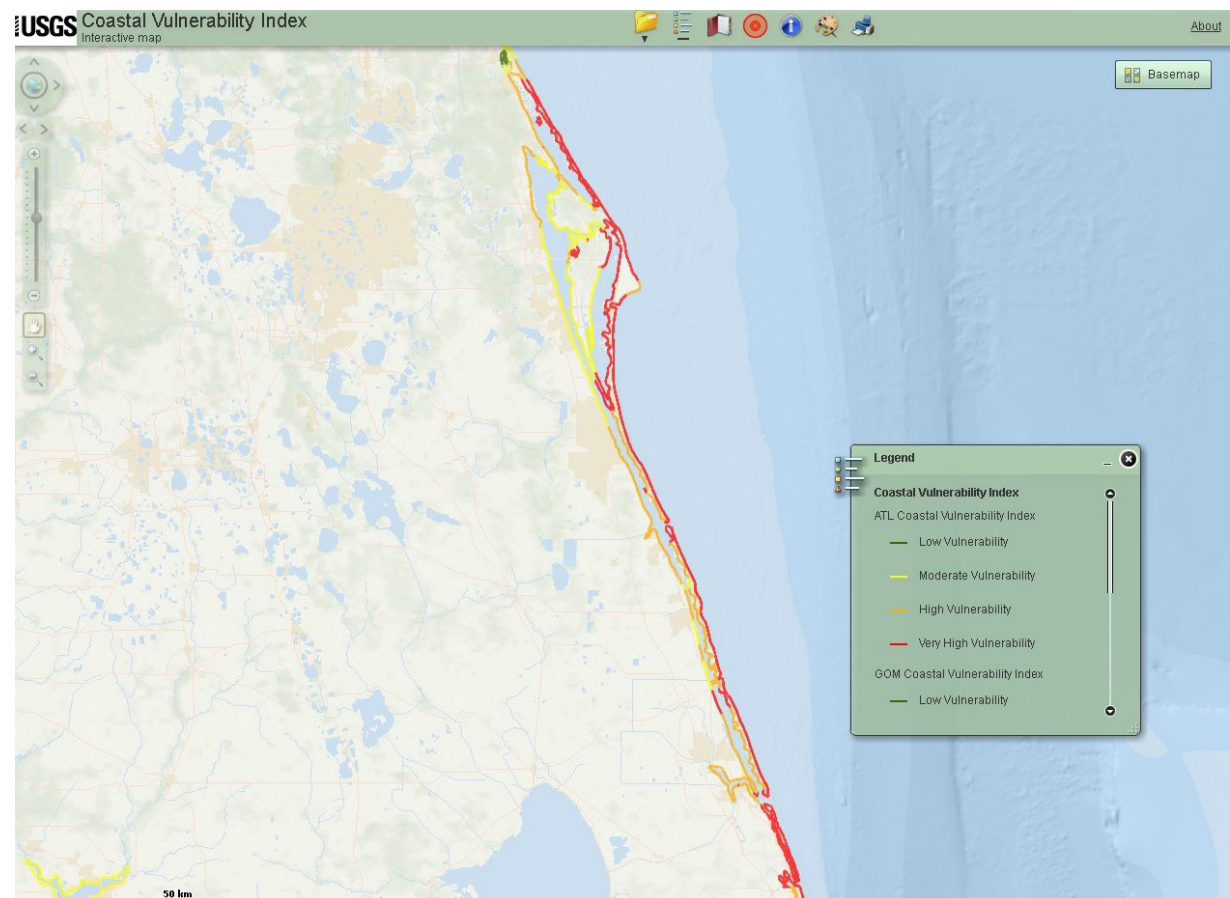 USGS Coastal Vulnerability Index
Interactive map
About
Basemap
Legend
Coastal Vulnerability Index
ATL Coastal Vulnerability Index
Low Vulnerability
Moderate Vulnerability
High Vulnerability
Very High Vulnerability
GOM Coastal Vulnerability Index
Low Vulnerability
50 km